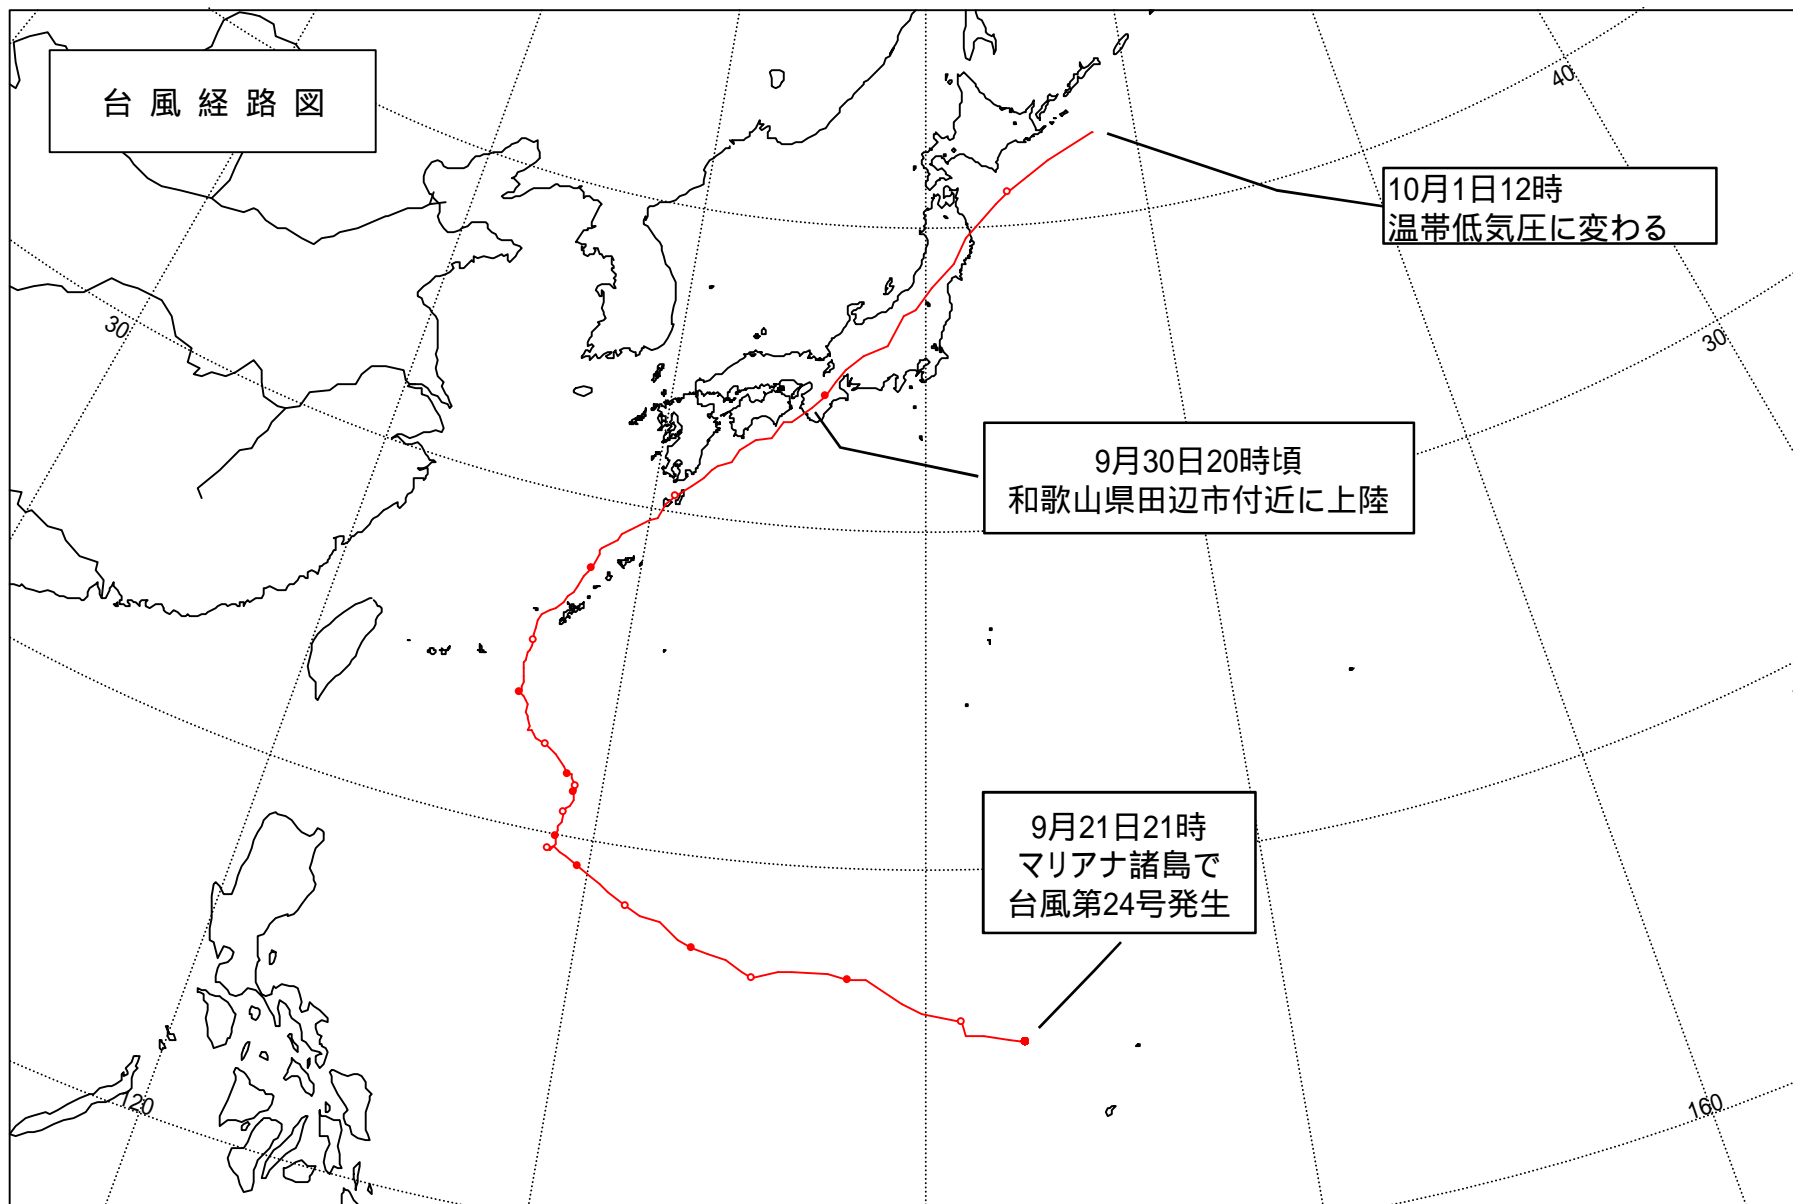 台風経路図
40
10月1日12時
温帯低気圧に変わる
30
30
9月30日20時頃
和歌山県田辺市付近に上陸
9月21日21時
マリアナ諸島で
台風第24号発生
120
160